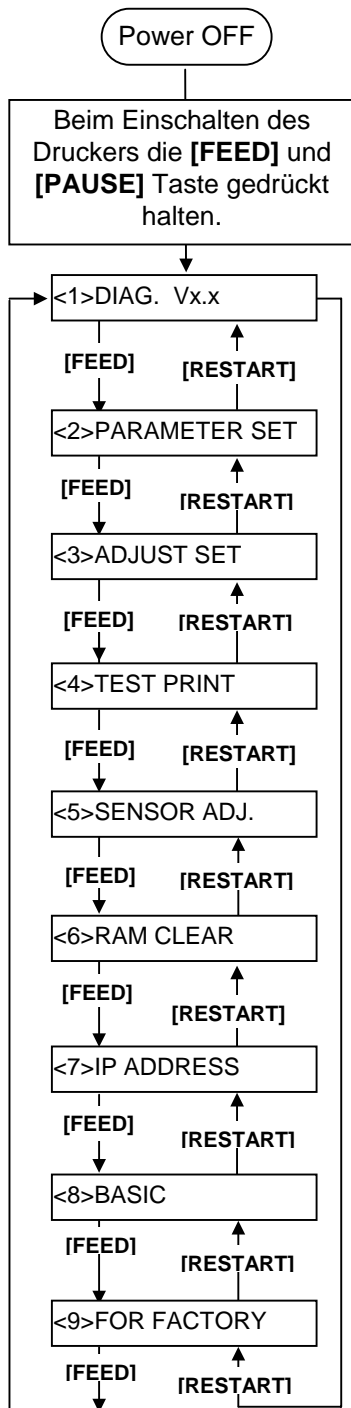 Power OFF
Beim Einschalten des
Druckers die [FEED] und
[PAUSE] Taste gedrückt
halten.
<1>DIAG. Vx.x
[FEED]
[RESTART]
<2>PARAMETER SET
[FEED]
[RESTART]
<3>ADJUST SET
[FEED]
[RESTART]
<4>TEST PRINT
[FEED]
[RESTART]
<5>SENSOR ADJ.
[FEED]
[RESTART]
<6>RAM CLEAR
[FEED]
[RESTART]
<7>IP ADDRESS
[FEED]
[RESTART]
<8>BASIC
[FEED]
[RESTART]
<9>FOR FACTORY
[FEED]
[RESTART]